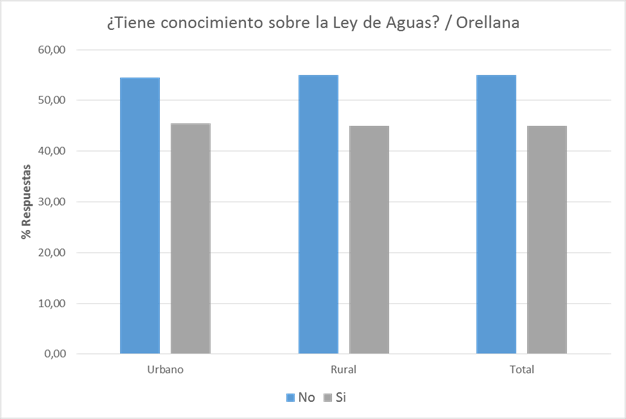 ¿Tiene conocimiento sobre la Ley de Aguas? / Orellana
60,00
50,00
40,00
30,00
20,00
10,00
0,00
% Respuestas
Urbano Rural Total
No Si